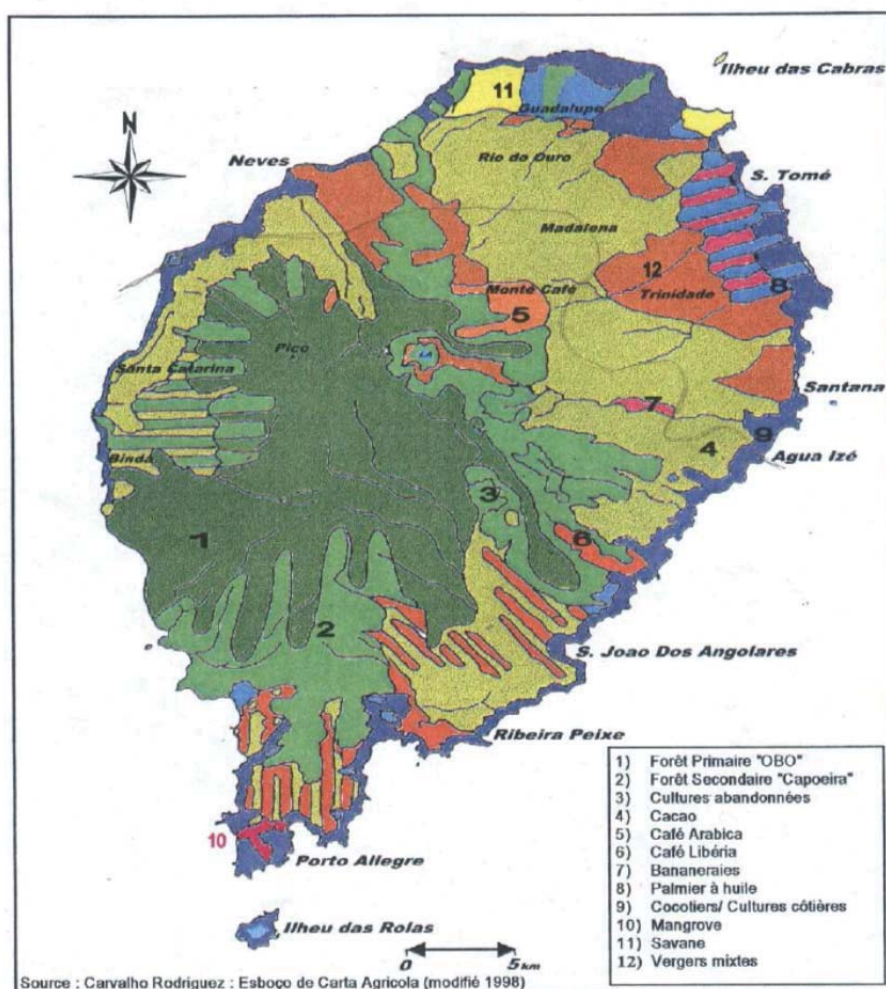 Ilheu das Cabras
11
Guadalupe
N
Neves
Rio do Ouro
S. Tomé
Madalena
12
Monte Café
Trinidade
8
5
Pico
Santa Catarina
Santana
7
9
4
Binda
Agua Izé
3
1
6
2
S. Joao Dos Angolares
Ribeira Peixe
10
Porto Allegre
Ilheu das Rolas
0 5km
1) Forêt Primaire "OBO"
2) Forêt Secondaire "Capoeira"
3) Cultures abandonnées
4) Cacao
5) Café Arabica
6) Café Libéria
7) Bananeraies
8) Palmier à huile
9) Cocotiers/ Cultures côtières
10) Mangrove
11) Savane
12) Vergers mixtes
Source : Carvalho Rodriguez : Esboço de Carta Agricola (modifié 1998)